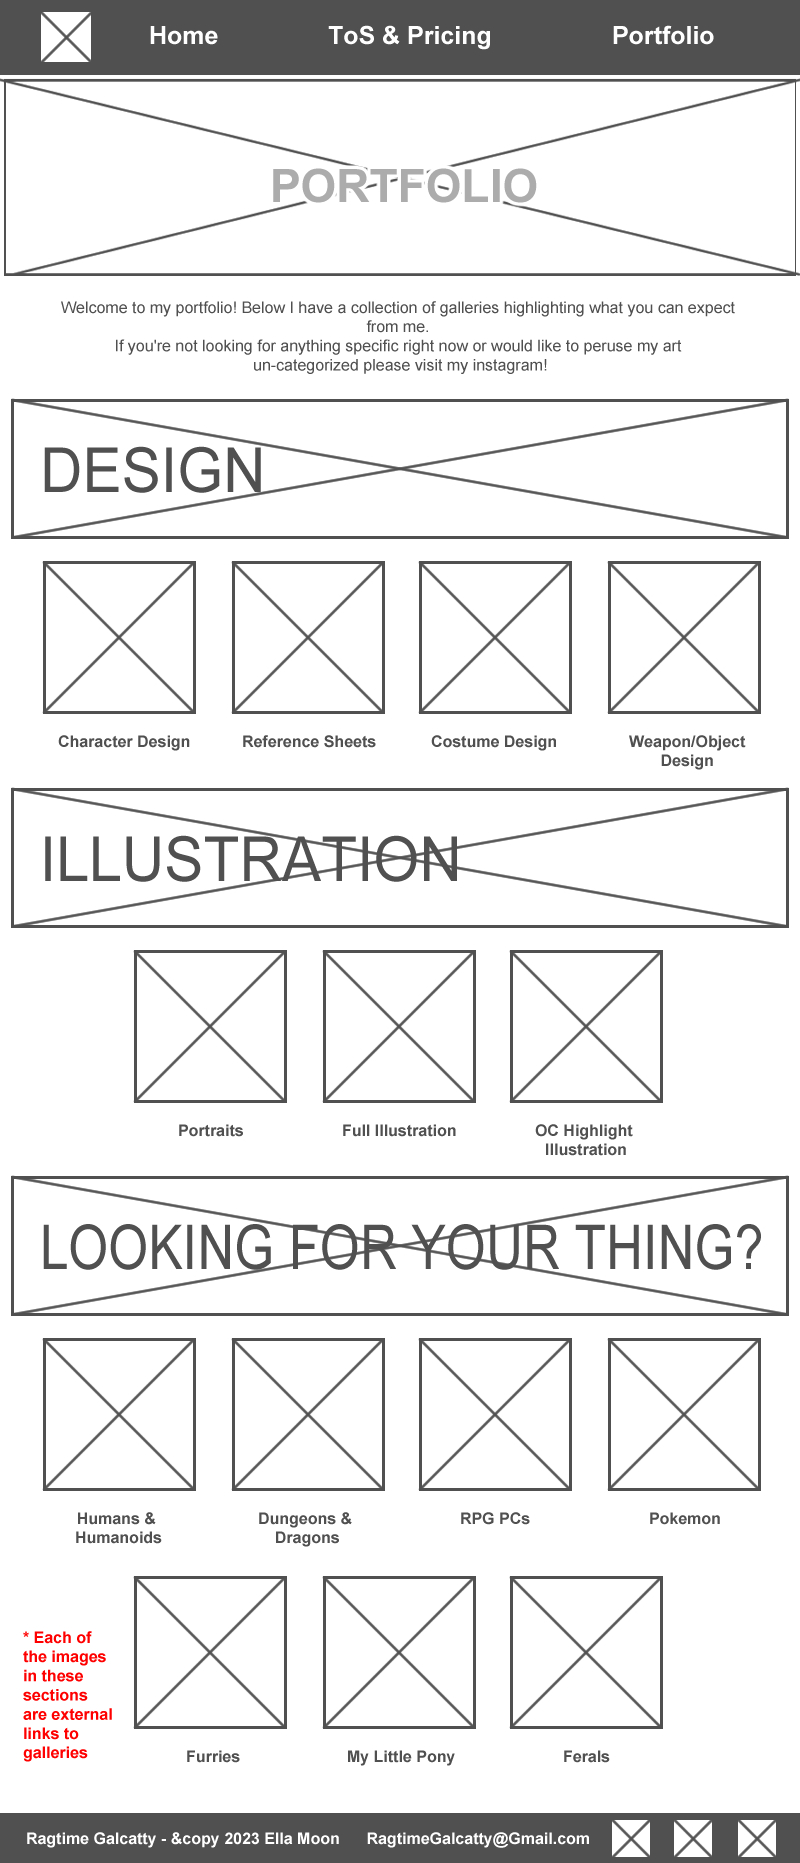 Home
ToS & Pricing
Portfolio
PORTFOLIO
Welcome to my portfolio! Below I have a collection of galleries highlighting what you can expect
from me.
If you're not looking for anything specific right now or would like to peruse my art
un-categorized please visit my instagram!
DESIGN
Character Design
Reference Sheets
Costume Design
Weapon/Object
Design
ILLUSTRATION
Portraits
Full Illustration
OC Highlight
Illustration
LOOKING FOR YOUR THING?
Humans &
Humanoids
Dungeons &
Dragons
RPG PCs
Pokemon
* Each of
the images
in these
sections
are external
links to
galleries
Furries
My Little Pony
Ferals
Ragtime Galcatty - &copy 2023 Ella Moon
RagtimeGalcatty@Gmail.com